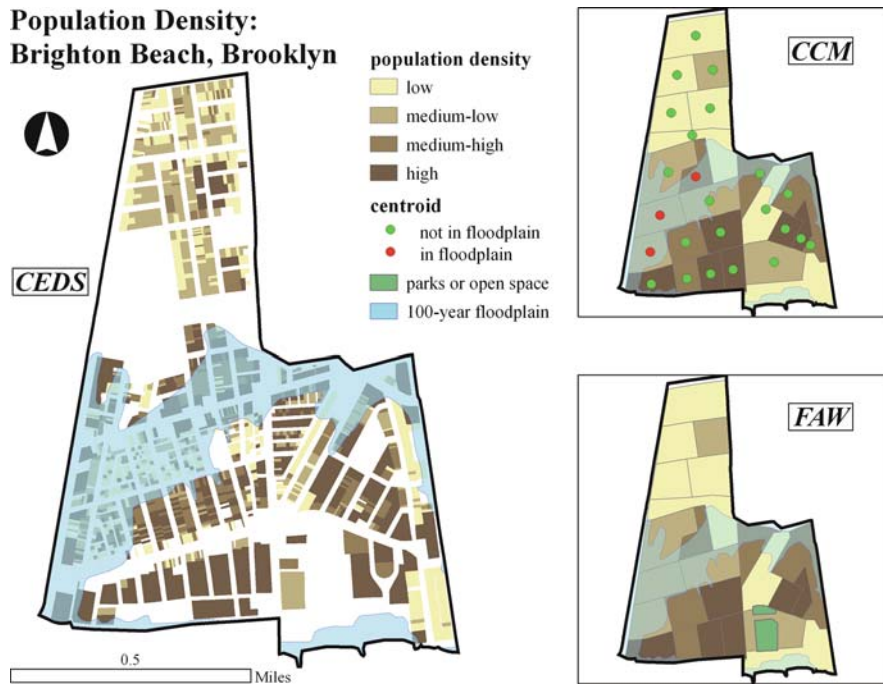 Population Density:
Brighton Beach, Brooklyn
population density
low
medium-low
medium-high
high
centroid
not in floodplain
in floodplain
parks or open space
100-year floodplain
CEDS
0.5
Miles
CCM
FAW